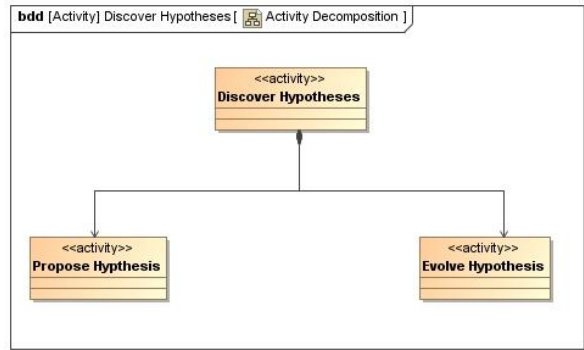 bdd [Activity] Discover Hypotheses [ Activity Decomposition ]
<<activity>>
Discover Hypotheses
<<activity>>
Propose Hypthesis
<<activity>>
Evolve Hypothesis